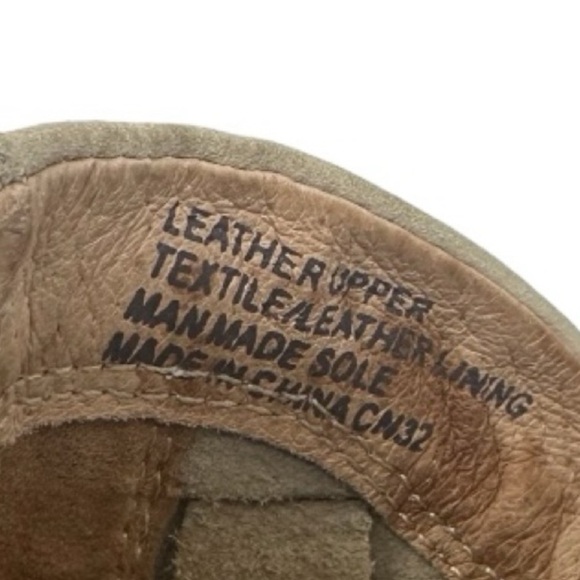 LEATHER UPPER
TEXTILE/LEATHER LINING
MAN MADE SOLE
MADE IN CHINA CN32